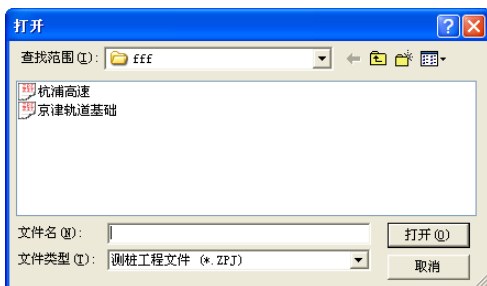 打开
查找范围(I): fff
杭浦高速
京津轨道基础
文件名(N): 打开(O)
文件类型(T): 测桩工程文件 (*.ZPJ) 取消